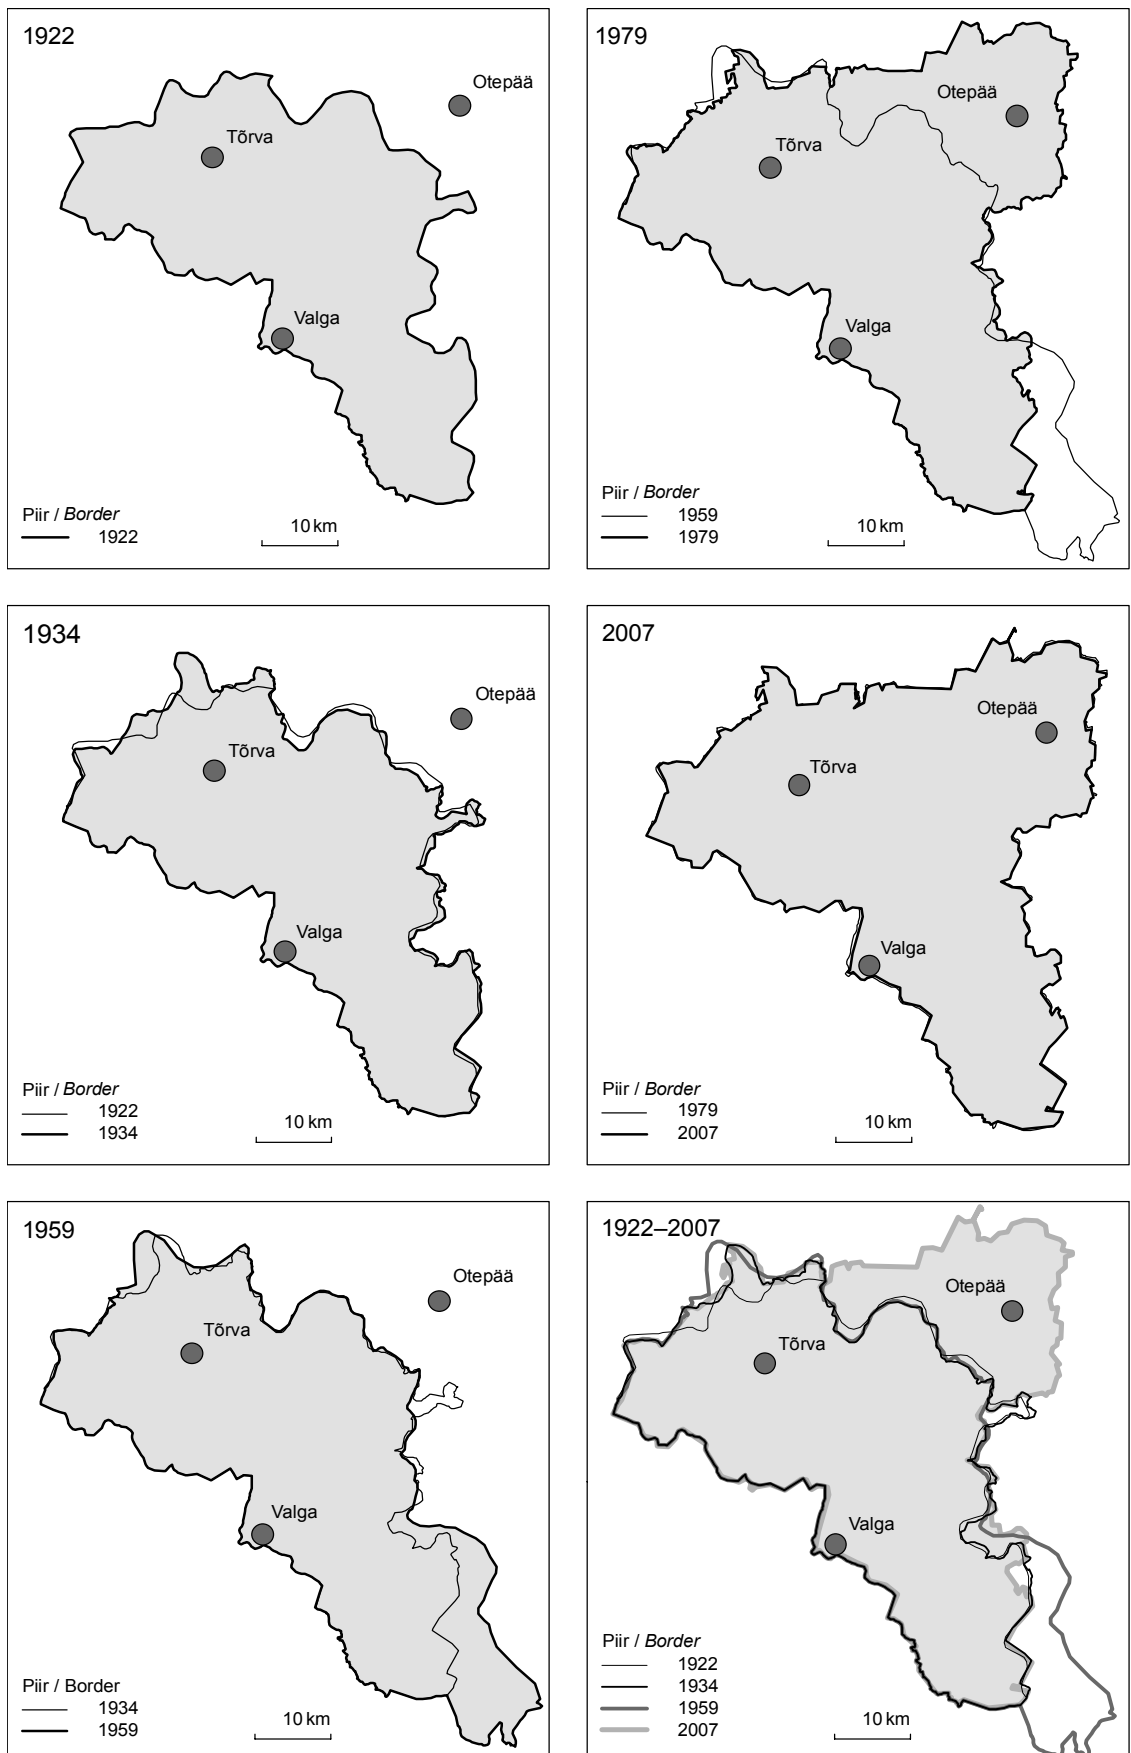 1922
Otepää
Tõrva
Valga
Piir / Border
1922
10 km
1979
Otepää
Tõrva
Valga
Piir / Border
1959
1979
10 km
1934
Otepää
Tõrva
Valga
Piir / Border
1922
1934
10 km
2007
Otepää
Tõrva
Valga
Piir / Border
1979
2007
10 km
1959
Otepää
Tõrva
Valga
Piir / Border
1934
1959
10 km
1922–2007
Otepää
Tõrva
Valga
Piir / Border
1922
1934
1959
2007
10 km